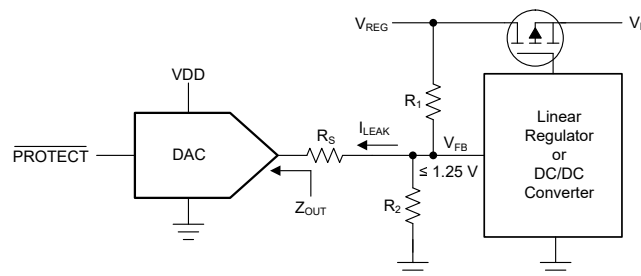 V_REG
V_I
VDD
R_1
PROTECT
DAC
R_S
I_LEAK
V_FB
≤ 1.25 V
Linear
Regulator
or
DC/DC
Converter
Z_OUT
R_2